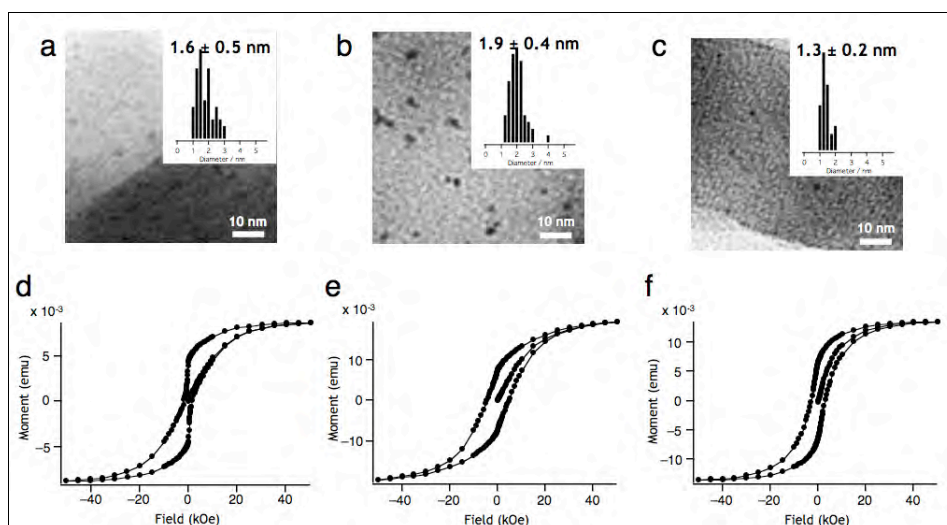 a
1.6 ± 0.5 nm
0 1 2 3 4 5
Diameter / nm
10 nm
b
1.9 ± 0.4 nm
0 1 2 3 4 5
Diameter / nm
10 nm
c
1.3 ± 0.2 nm
0 1 2 3 4 5
Diameter / nm
10 nm
d
x 10-3
5
0
-5
Moment (emu)
-40 -20 0 20 40
Field (kOe)
e
x 10-3
10
0
-10
Moment (emu)
-40 -20 0 20 40
Field (kOe)
f
x 10-3
10
5
0
-5
-10
Moment (emu)
-40 -20 0 20 40
Field (kOe)